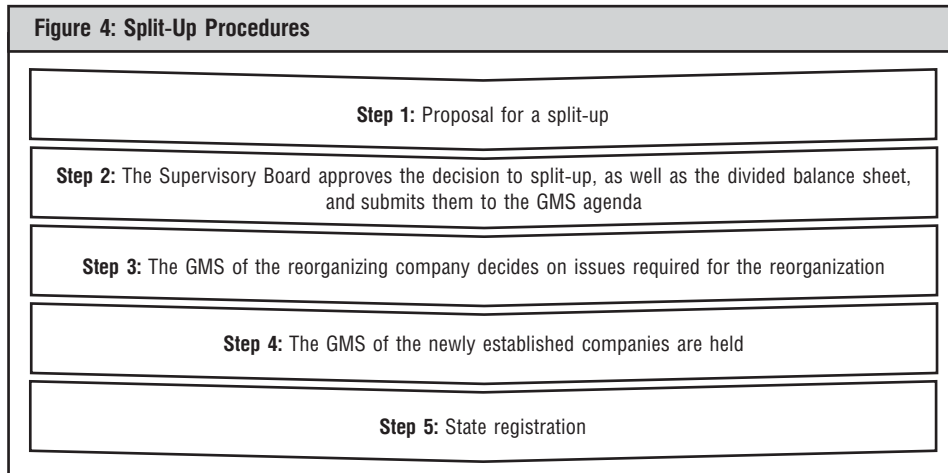 Figure 4: Split-Up Procedures
Step 1: Proposal for a split-up
Step 2: The Supervisory Board approves the decision to split-up, as well as the divided balance sheet,
and submits them to the GMS agenda
Step 3: The GMS of the reorganizing company decides on issues required for the reorganization
Step 4: The GMS of the newly established companies are held
Step 5: State registration